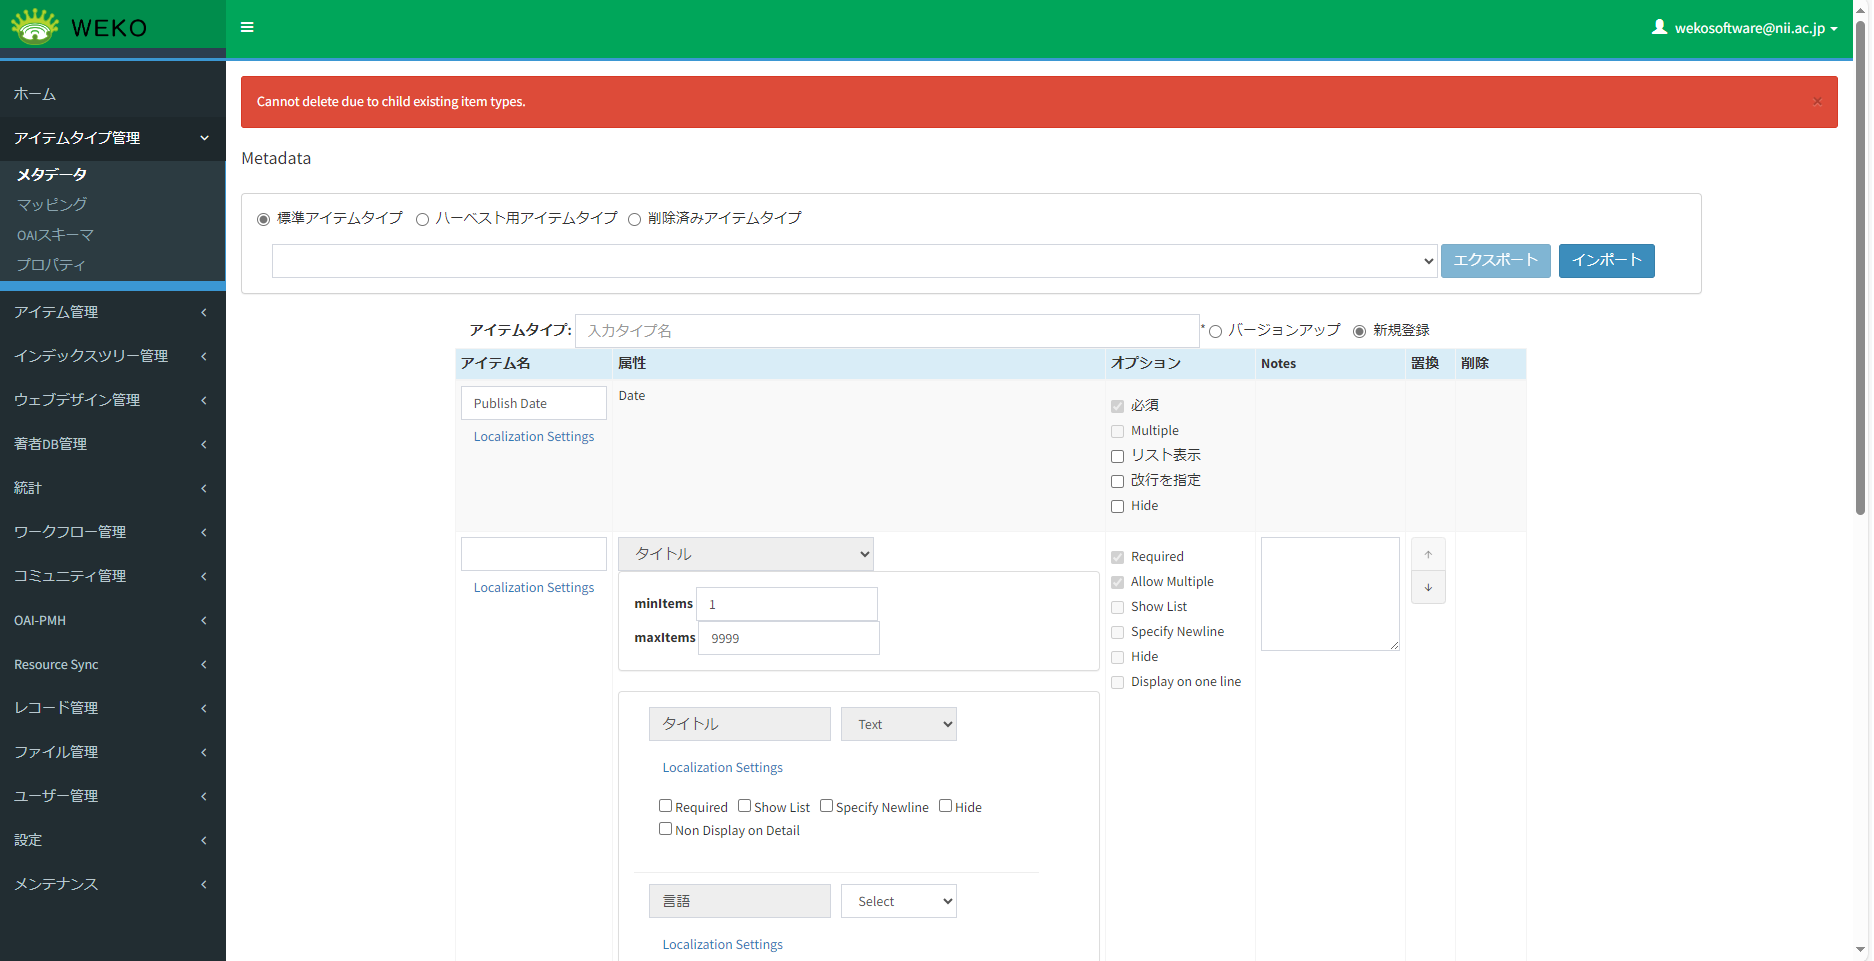 WEKO
wekosoftware@nii.ac.jp
ホーム
アイテムタイプ管理
メタデータ
マッピング
OAIスキーマ
プロパティ
アイテム管理
インデックスツリー管理
ウェブデザイン管理
著者DB管理
統計
ワークフロー管理
コミュニティ管理
OAI-PMH
Resource Sync
レコード管理
ファイル管理
ユーザー管理
設定
メンテナンス
Cannot delete due to child existing item types. ×
Metadata
標準アイテムタイプ ハーベスト用アイテムタイプ 削除済みアイテムタイプ
エクスポート インポート
アイテムタイプ: 入力タイプ名 * バージョンアップ 新規登録
アイテム名 属性 オプション Notes 置換 削除
Publish Date
Localization Settings
Date
必須
Multiple
リスト表示
改行を指定
Hide
Localization Settings
タイトル
minItems 1
maxItems 9999
タイトル Text
Localization Settings
Required Show List Specify Newline Hide
Non Display on Detail
言語 Select
Localization Settings
Required
Allow Multiple
Show List
Specify Newline
Hide
Display on one line
↑
↓